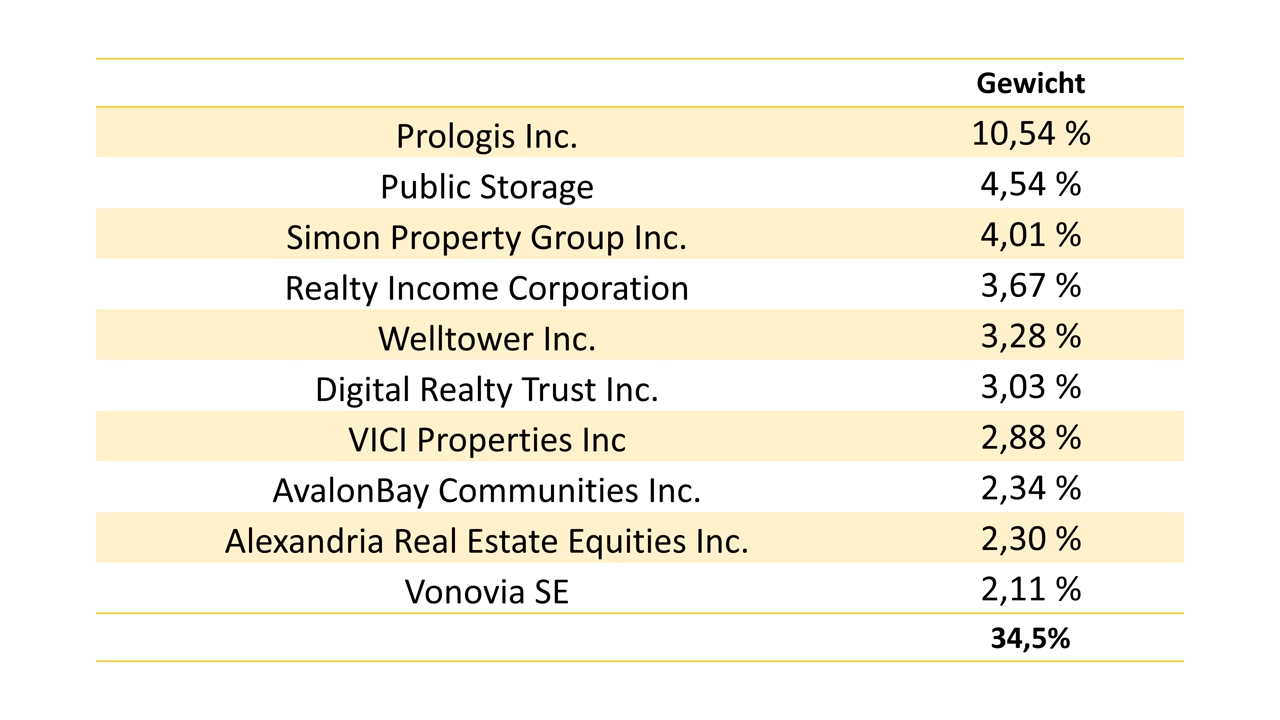 Gewicht
Prologis Inc. 10,54 %
Public Storage 4,54 %
Simon Property Group Inc. 4,01 %
Realty Income Corporation 3,67 %
Welltower Inc. 3,28 %
Digital Realty Trust Inc. 3,03 %
VICI Properties Inc 2,88 %
AvalonBay Communities Inc. 2,34 %
Alexandria Real Estate Equities Inc. 2,30 %
Vonovia SE 2,11 %
34,5%